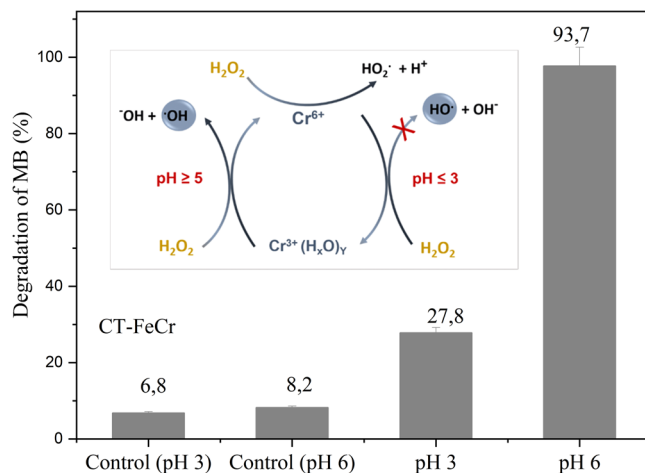 Degradation of MB (%)
100
80
60
40
20
0
93,7
H₂O₂
HO₂· + H⁺
⁻OH + ·OH
Cr⁶⁺
HO· + OH⁻
pH ≥ 5
pH ≤ 3
H₂O₂
Cr³⁺(HₓO)Y
H₂O₂
CT-FeCr
27,8
6,8
8,2
Control (pH 3)
Control (pH 6)
pH 3
pH 6